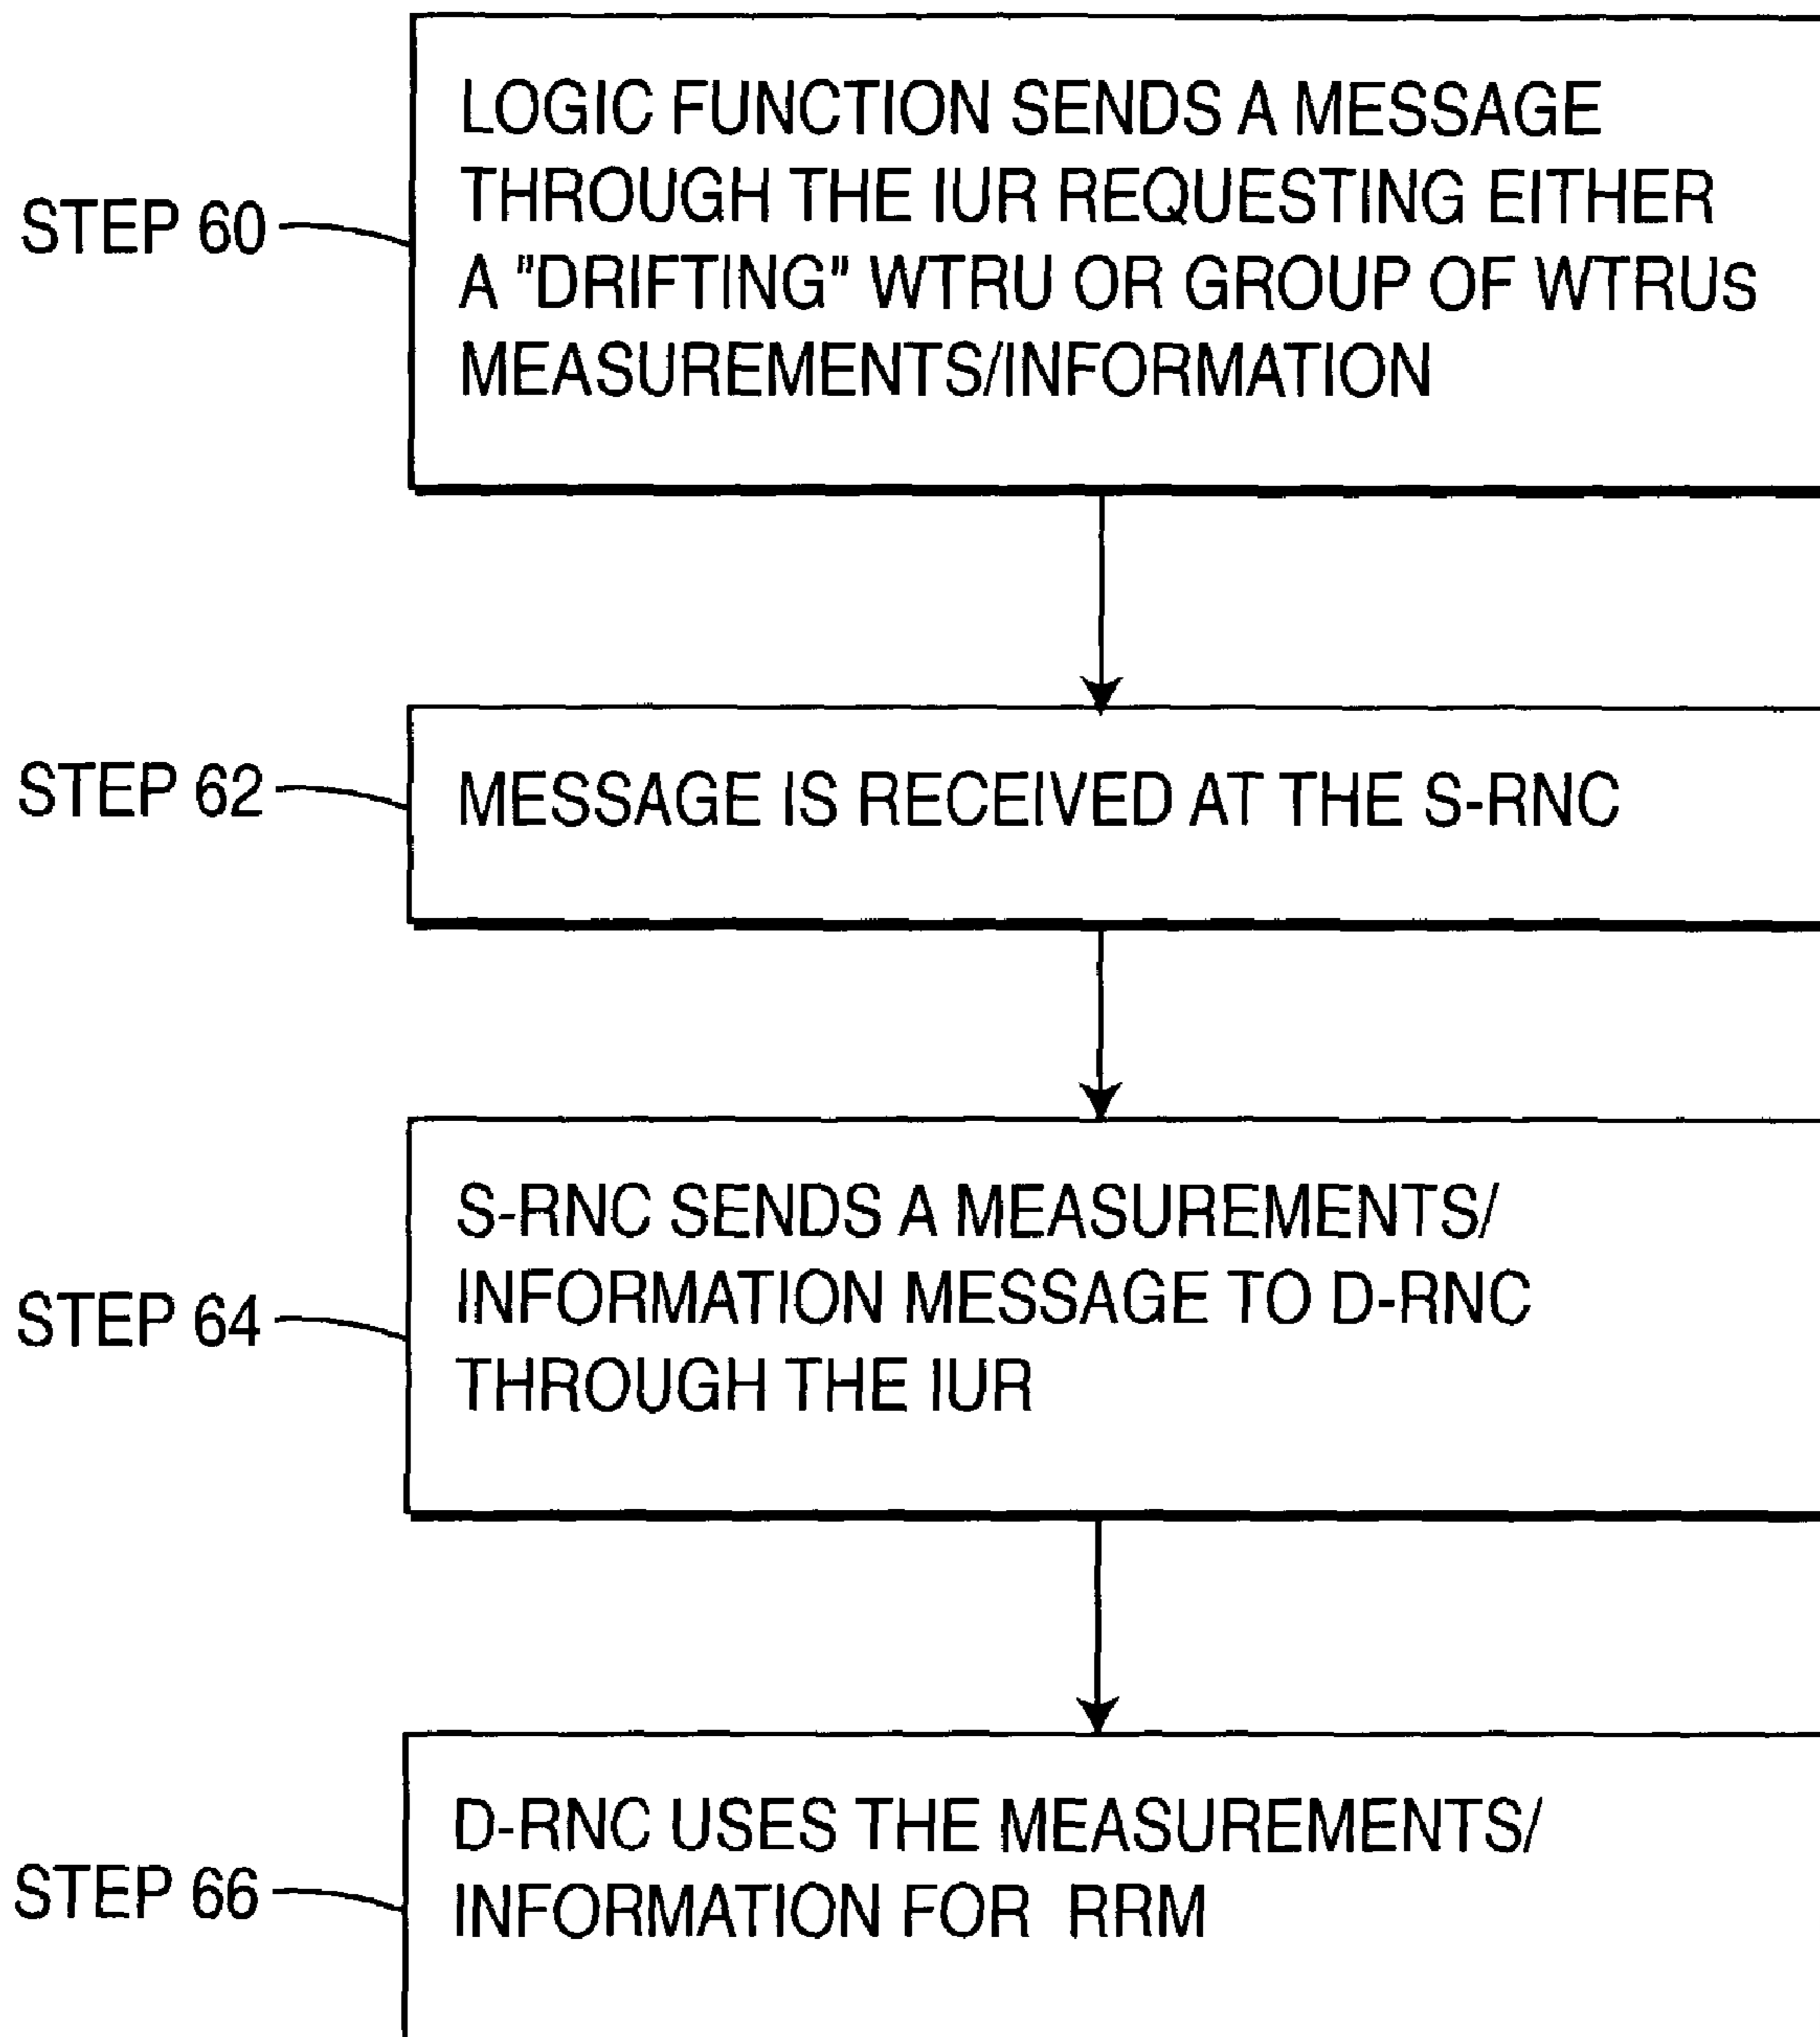 STEP 60
LOGIC FUNCTION SENDS A MESSAGE
THROUGH THE IUR REQUESTING EITHER
A "DRIFTING" WTRU OR GROUP OF WTRUS
MEASUREMENTS/INFORMATION
STEP 62
MESSAGE IS RECEIVED AT THE S-RNC
STEP 64
S-RNC SENDS A MEASUREMENTS/
INFORMATION MESSAGE TO D-RNC
THROUGH THE IUR
STEP 66
D-RNC USES THE MEASUREMENTS/
INFORMATION FOR RRM